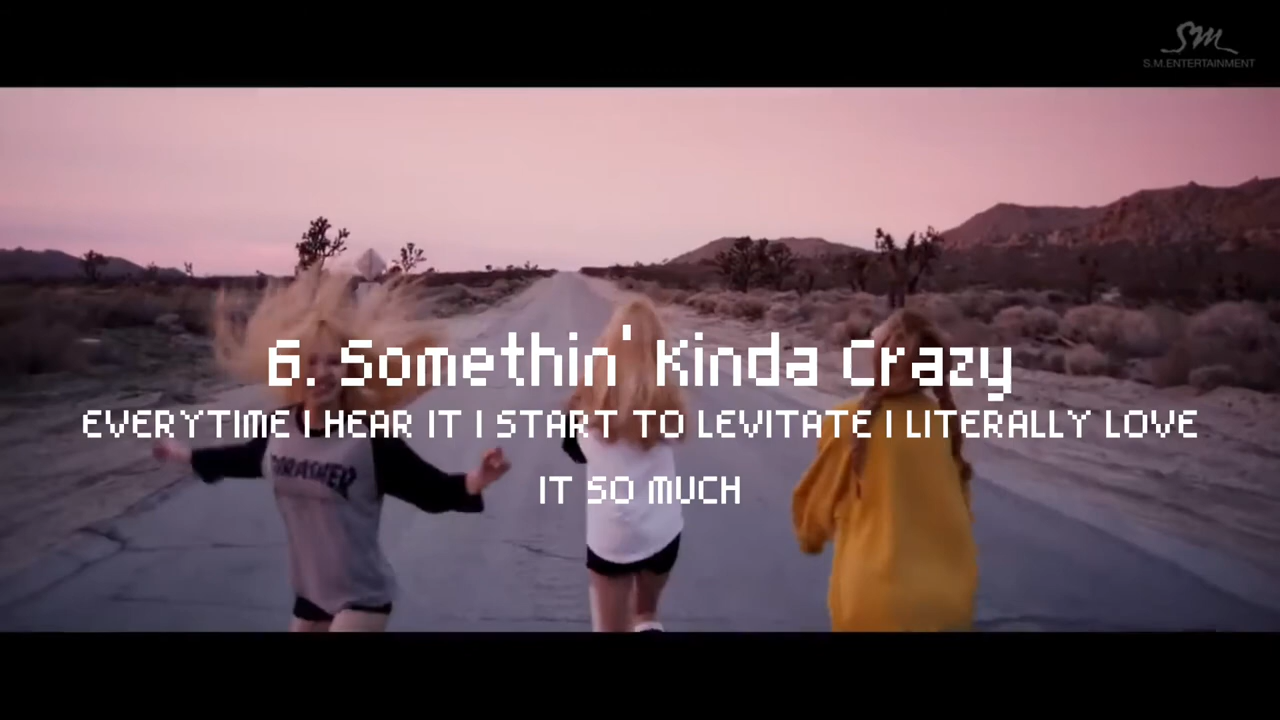 SM
S.M.ENTERTAINMENT
6. Somethin' Kinda Crazy
EVERYTIME I HEAR IT I START TO LEVITATE I LITERALLY LOVE
IT SO MUCH
THRASHER